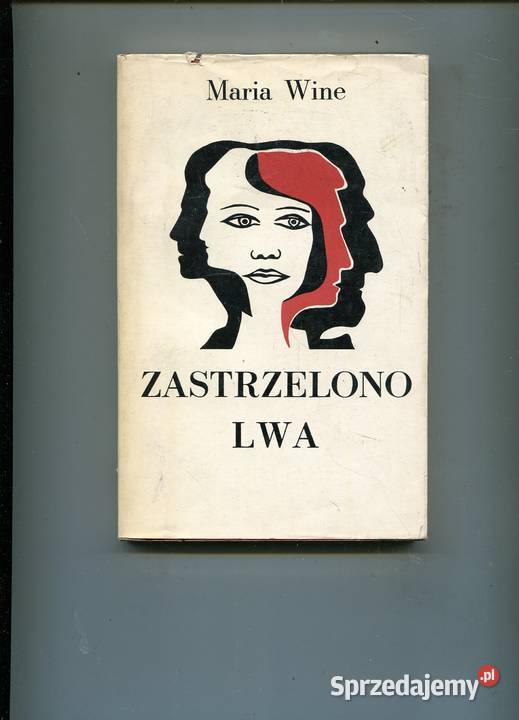 Maria Wine
ZASTRZELONO
LWA
Sprzedajemy.pl